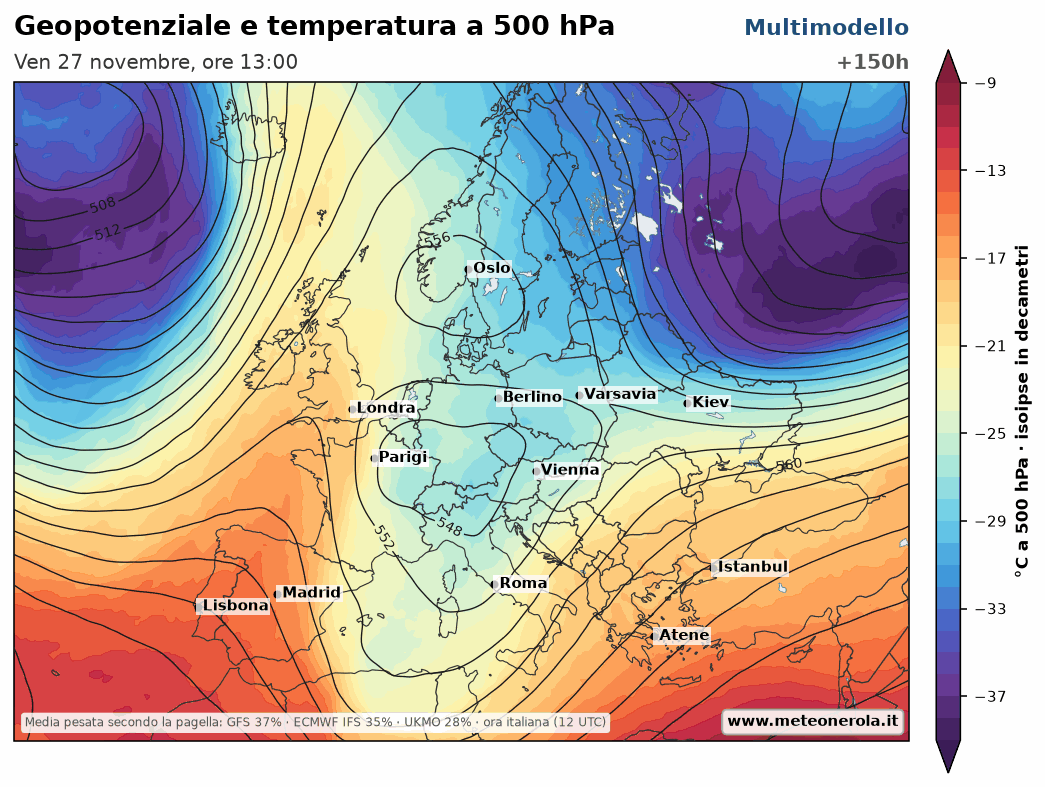 Geopotenziale e temperatura a 500 hPa
Multimodello
Ven 27 novembre, ore 13:00
+150h
508
512
556
Oslo
Londra
Berlino
Varsavia
Kiev
Parigi
Vienna
560
548
552
Istanbul
Roma
Madrid
Lisbona
Atene
Media pesata secondo la pagella: GFS 37% · ECMWF IFS 35% · UKMO 28% · ora italiana (12 UTC)
www.meteonerola.it
−9
−13
−17
−21
−25
−29
−33
−37
°C a 500 hPa · isoipse in decametri